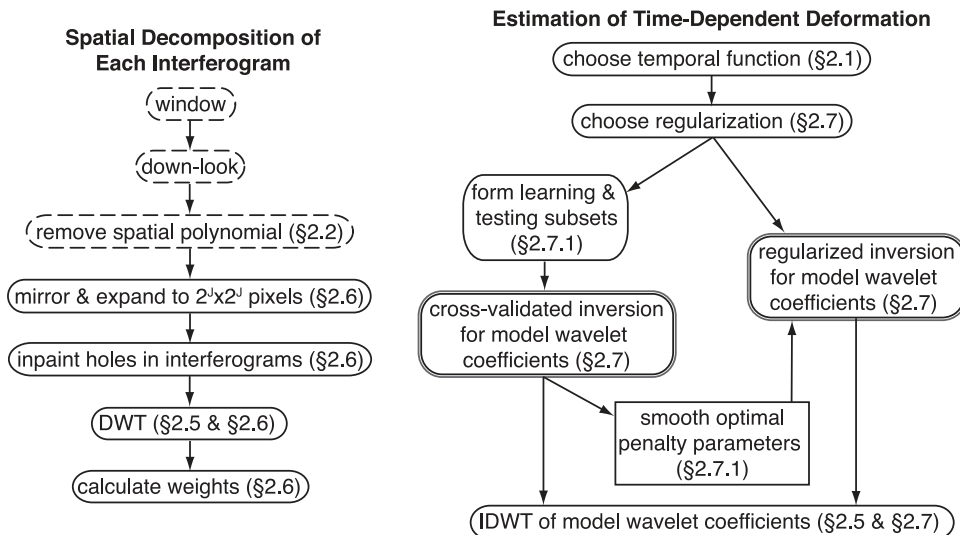 Spatial Decomposition of
Each Interferogram
window
down-look
remove spatial polynomial (§2.2)
mirror & expand to 2ᴶx2ᴶ pixels (§2.6)
inpaint holes in interferograms (§2.6)
DWT (§2.5 & §2.6)
calculate weights (§2.6)
Estimation of Time-Dependent Deformation
choose temporal function (§2.1)
choose regularization (§2.7)
form learning &
testing subsets
(§2.7.1)
regularized inversion
for model wavelet
coefficients (§2.7)
cross-validated inversion
for model wavelet
coefficients (§2.7)
smooth optimal
penalty parameters
(§2.7.1)
IDWT of model wavelet coefficients (§2.5 & §2.7)